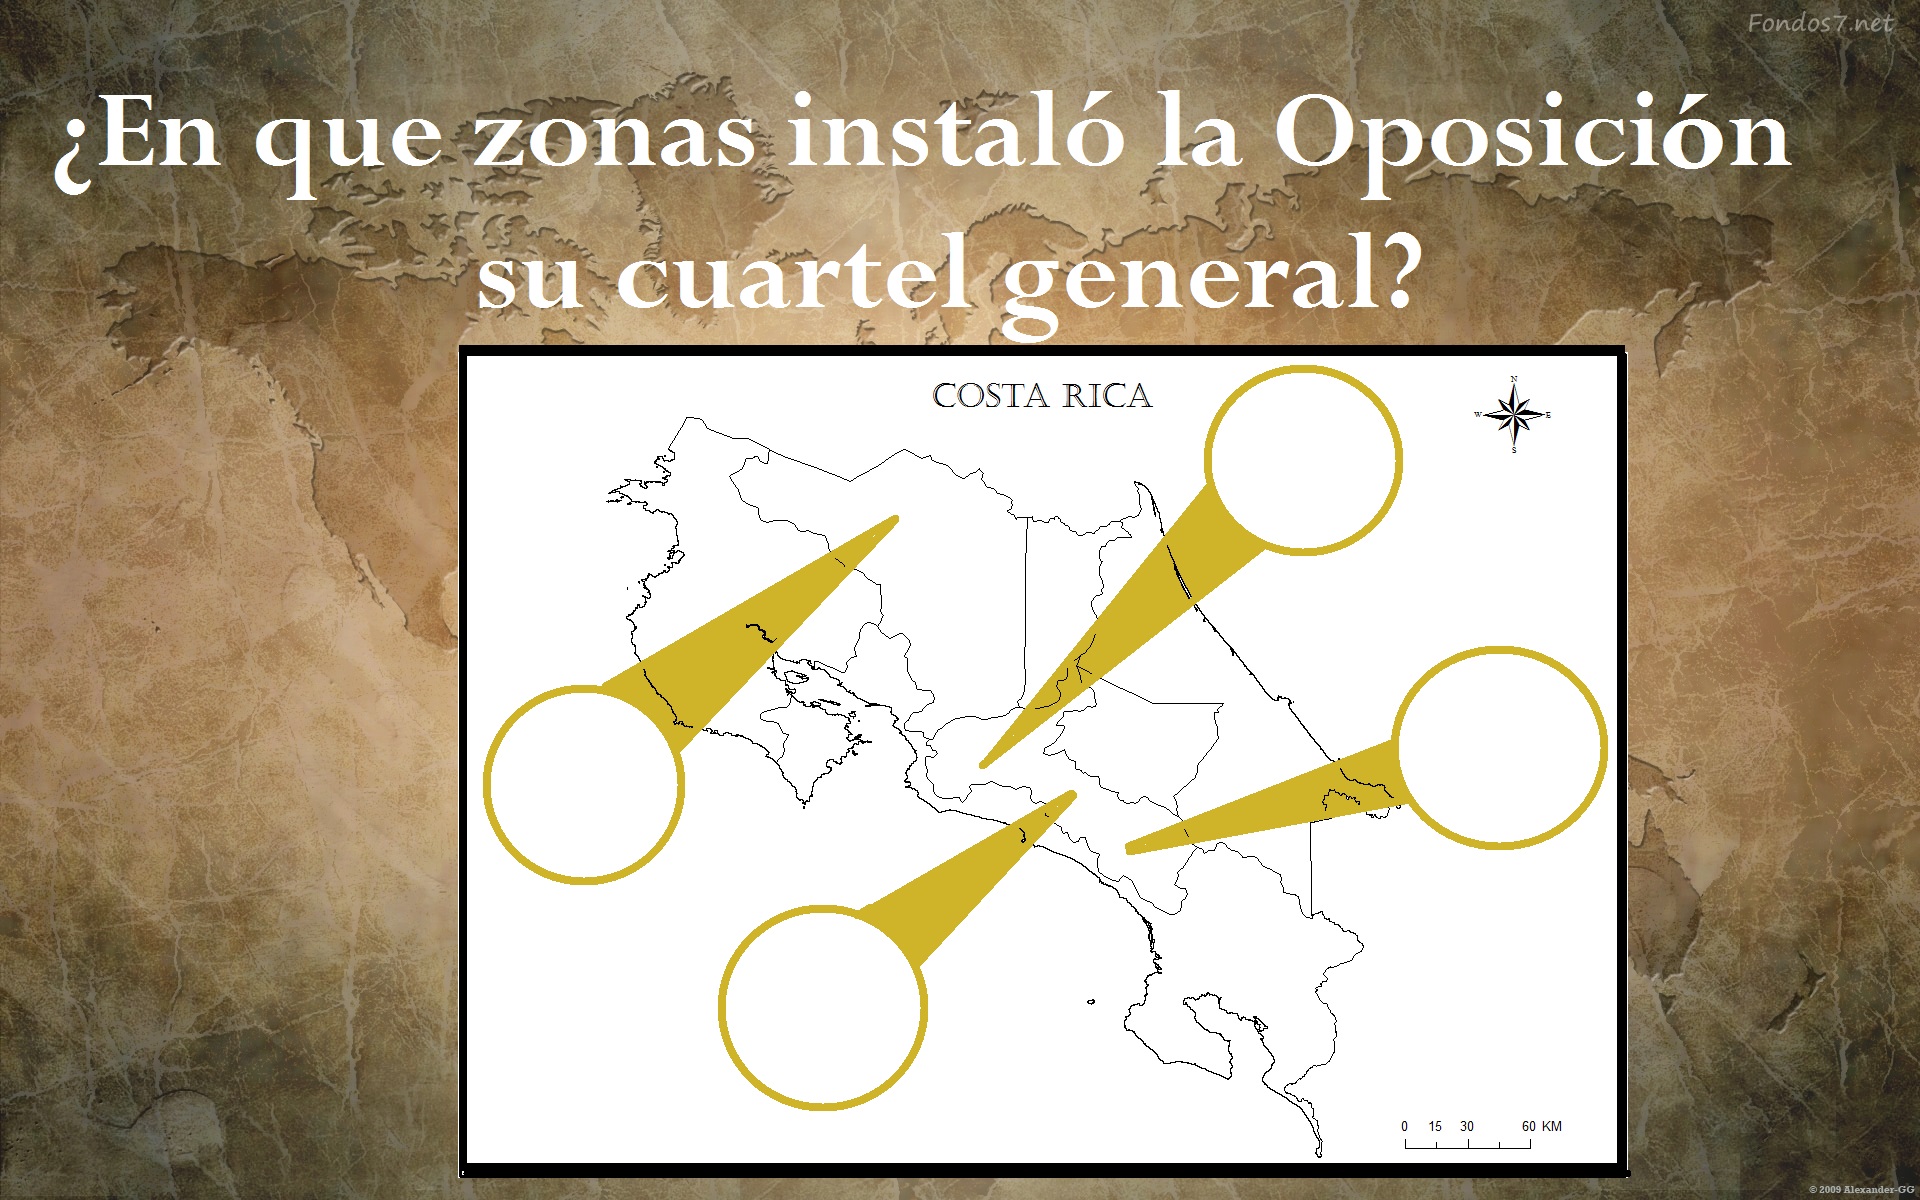 Fondos7.net
¿En que zonas instaló la Oposición
su cuartel general?
COSTA RICA
N
W E
S
0 15 30 60 KM
© 2009 Alexander-GG